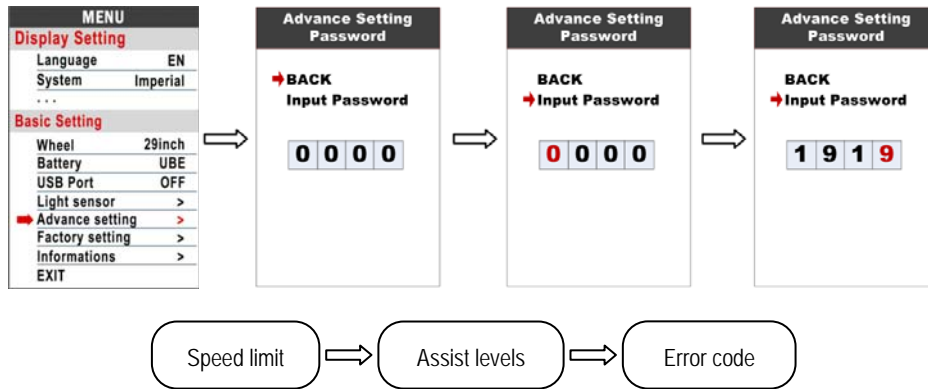 MENU
Display Setting
Language EN
System Imperial
. . .
Basic Setting
Wheel 29inch
Battery UBE
USB Port OFF
Light sensor >
Advance setting >
Factory setting >
Informations >
EXIT
Advance Setting
Password
BACK
Input Password
0 0 0 0
Advance Setting
Password
BACK
Input Password
0 0 0 0
Advance Setting
Password
BACK
Input Password
1 9 1 9
Speed limit
Assist levels
Error code